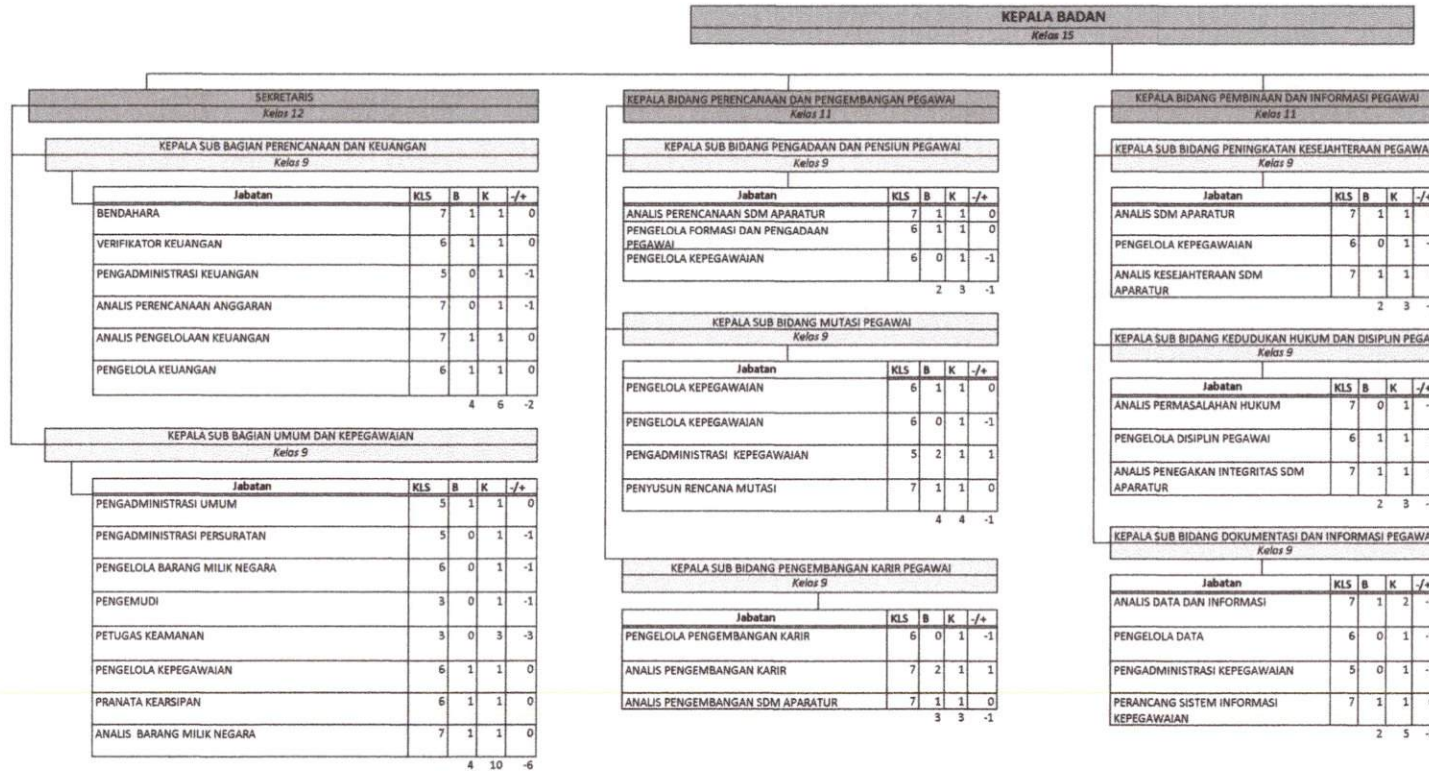 KEPALA BADAN
Kelas 15
SEKRETARIS
Kelas 12
KEPALA SUB BAGIAN PERENCANAAN DAN KEUANGAN
Kelas 9
Jabatan KLS B K -/+
BENDAHARA 7 1 1 0
VERIFIKATOR KEUANGAN 6 1 1 0
PENGADMINISTRASI KEUANGAN 5 0 1 -1
ANALIS PERENCANAAN ANGGARAN 7 0 1 -1
ANALIS PENGELOLAAN KEUANGAN 7 1 1 0
PENGELOLA KEUANGAN 6 1 1 0
4 6 -2
KEPALA SUB BAGIAN UMUM DAN KEPEGAWAIAN
Kelas 9
Jabatan KLS B K -/+
PENGADMINISTRASI UMUM 5 1 1 0
PENGADMINISTRASI PERSURATAN 5 0 1 -1
PENGELOLA BARANG MILIK NEGARA 6 0 1 -1
PENGEMUDI 3 0 1 -1
PETUGAS KEAMANAN 3 0 3 -3
PENGELOLA KEPEGAWAIAN 6 1 1 0
PRANATA KEARSIPAN 6 1 1 0
ANALIS BARANG MILIK NEGARA 7 1 1 0
4 10 -6
KEPALA BIDANG PERENCANAAN DAN PENGEMBANGAN PEGAWAI
Kelas 11
KEPALA SUB BIDANG PENGADAAN DAN PENSIUN PEGAWAI
Kelas 9
Jabatan KLS B K -/+
ANALIS PERENCANAAN SDM APARATUR 7 1 1 0
PENGELOLA FORMASI DAN PENGADAAN 6 1 1 0
PEGAWAI
PENGELOLA KEPEGAWAIAN 6 0 1 -1
2 3 -1
KEPALA SUB BIDANG MUTASI PEGAWAI
Kelas 9
Jabatan KLS B K -/+
PENGELOLA KEPEGAWAIAN 6 1 1 0
PENGELOLA KEPEGAWAIAN 6 0 1 -1
PENGADMINISTRASI KEPEGAWAIAN 5 2 1 1
PENYUSUN RENCANA MUTASI 7 1 1 0
4 4 -1
KEPALA SUB BIDANG PENGEMBANGAN KARIR PEGAWAI
Kelas 9
Jabatan KLS B K -/+
PENGELOLA PENGEMBANGAN KARIR 6 0 1 -1
ANALIS PENGEMBANGAN KARIR 7 2 1 1
ANALIS PENGEMBANGAN SDM APARATUR 7 1 1 0
3 3 -1
KEPALA BIDANG PEMBINAAN DAN INFORMASI PEGAWAI
Kelas 11
KEPALA SUB BIDANG PENINGKATAN KESEJAHTERAAN PEGAWA
Kelas 9
Jabatan KLS B K -/+
ANALIS SDM APARATUR 7 1 1
PENGELOLA KEPEGAWAIAN 6 0 1 -
ANALIS KESEJAHTERAAN SDM 7 1 1
APARATUR
2 3 -
KEPALA SUB BIDANG KEDUDUKAN HUKUM DAN DISIPLIN PEGA
Kelas 9
Jabatan KLS B K -/+
ANALIS PERMASALAHAN HUKUM 7 0 1 -
PENGELOLA DISIPLIN PEGAWAI 6 1 1
ANALIS PENEGAKAN INTEGRITAS SDM 7 1 1
APARATUR
2 3 -
KEPALA SUB BIDANG DOKUMENTASI DAN INFORMASI PEGAWA
Kelas 9
Jabatan KLS B K -/+
ANALIS DATA DAN INFORMASI 7 1 2 -
PENGELOLA DATA 6 0 1 -
PENGADMINISTRASI KEPEGAWAIAN 5 0 1 -
PERANCANG SISTEM INFORMASI 7 1 1
KEPEGAWAIAN
2 5 -